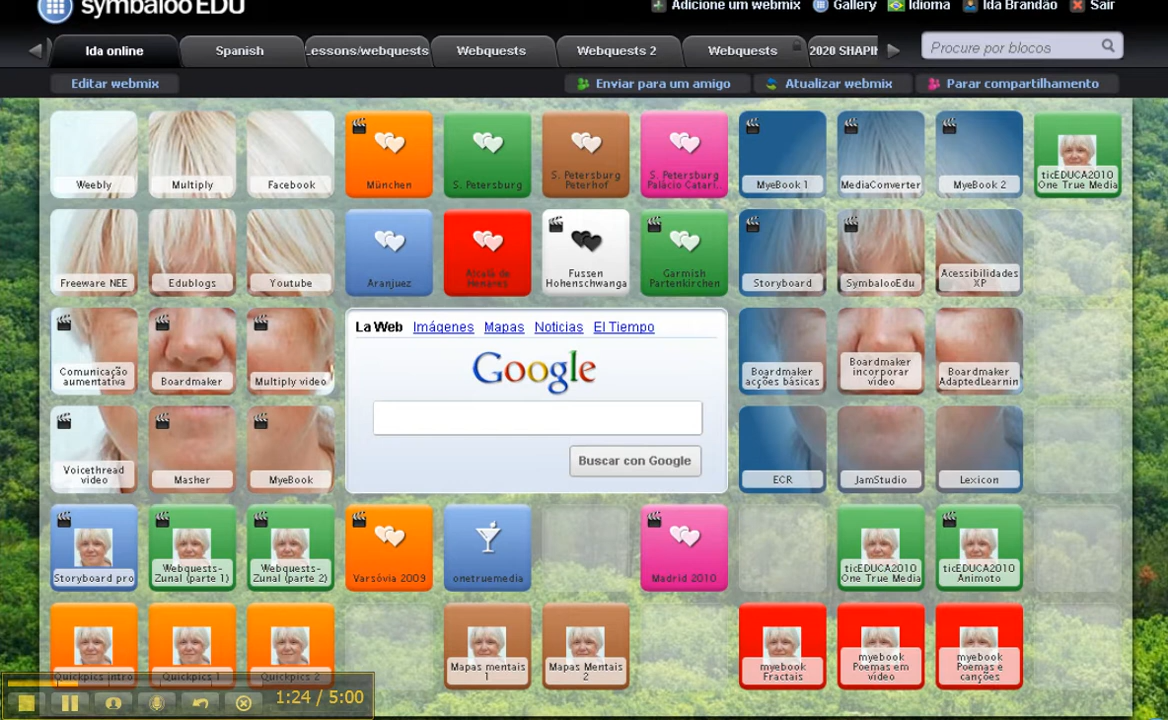 symbaloo EDU
Adicione um webmix Gallery Idioma Ida Brandão Sair
Ida online Spanish Lessons/webquests Webquests Webquests 2 Webquests 2020 SHAPIN
Procure por blocos
Editar webmix Enviar para um amigo Atualizar webmix Parar compartilhamento
Weebly
Multiply
Facebook
München
S. Petersburg
S. Petersburg
Peterhof
S. Petersburg
Palácio Catari..
MyeBook 1
MediaConverter
MyeBook 2
ticEDUCA2010
One True Media
Freeware NEE
Edublogs
Youtube
Aranjuez
Alcalá de
Henares
Fussen
Hohenschwanga
Garmish
Partenkirchen
Storyboard
SymbalooEdu
Acessibilidades
XP
Comunicação
aumentativa
Boardmaker
Multiply video
La Web Imágenes Mapas Noticias El Tiempo
Google
Buscar con Google
Boardmaker
acções básicas
Boardmaker
incorporar
video
Boardmaker
AdaptedLearnin
Voicethread
video
Masher
MyeBook
ECR
JamStudio
Lexicon
Storyboard pro
Webquests-
Zunal (parte 1)
Webquests-
Zunal (parte 2)
Varsóvia 2009
onetruemedia
Madrid 2010
ticEDUCA2010
One True Media
ticEDUCA2010
Animoto
Quickpics intro
Quickpics 1
Quickpics 2
Mapas mentais
1
Mapas Mentais
2
myebook
Fractais
myebook
Poemas em
video
myebook
Poemas e
canções
1:24 / 5:00